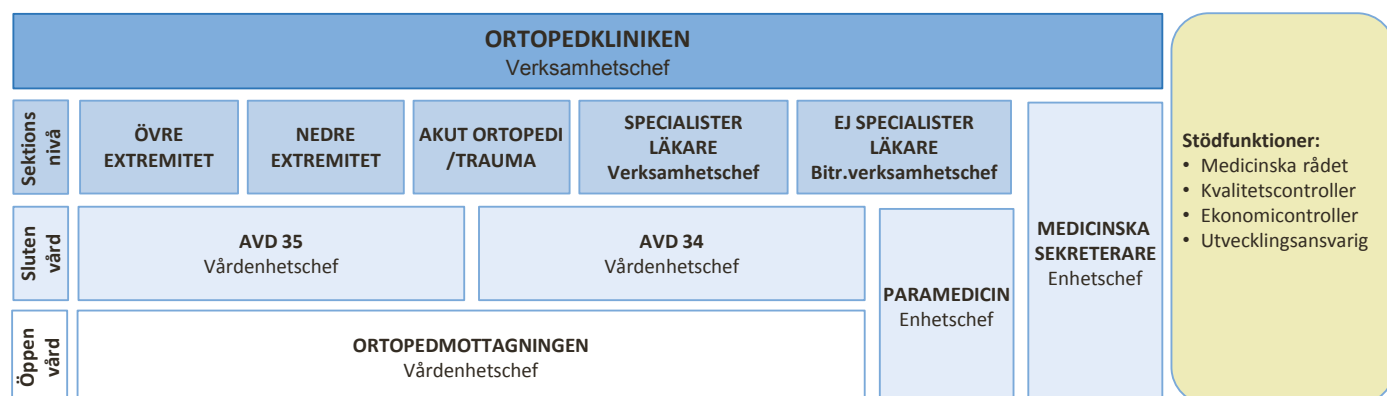 ORTOPEDKLINIKEN
Verksamhetschef
Sektions
nivå
ÖVRE
EXTREMITET
NEDRE
EXTREMITET
AKUT ORTOPEDI
/TRAUMA
SPECIALISTER
LÄKARE
Verksamhetschef
EJ SPECIALISTER
LÄKARE
Bitr.verksamhetschef
Sluten
vård
AVD 35
Vårdenhetschef
AVD 34
Vårdenhetschef
PARAMEDICIN
Enhetschef
MEDICINSKA
SEKRETERARE
Enhetschef
Öppen
vård
ORTOPEDMOTTAGNINGEN
Vårdenhetschef
Stödfunktioner:
• Medicinska rådet
• Kvalitetscontroller
• Ekonomicontroller
• Utvecklingsansvarig